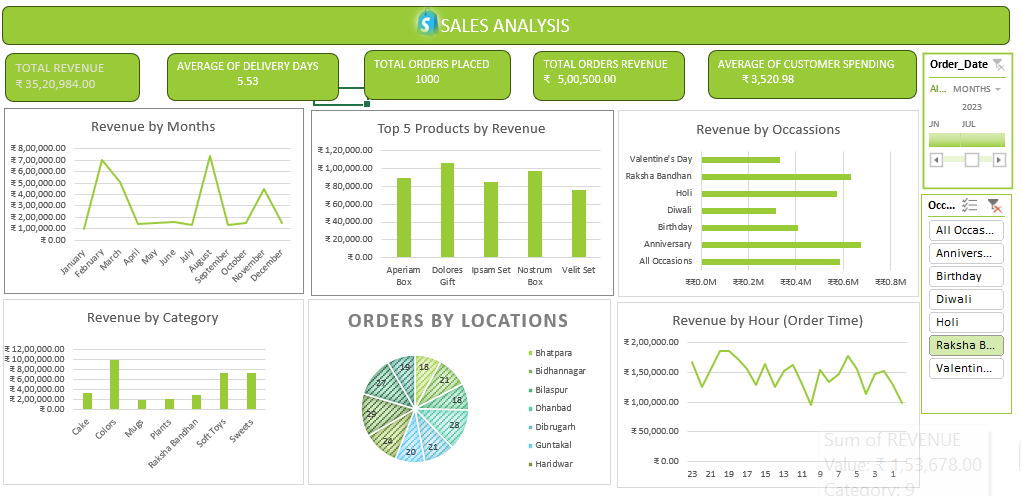 S SALES ANALYSIS
TOTAL REVENUE
₹ 35,20,984.00
AVERAGE OF DELIVERY DAYS
5.53
TOTAL ORDERS PLACED
1000
TOTAL ORDERS REVENUE
₹ 5,00,500.00
AVERAGE OF CUSTOMER SPENDING
₹ 3,520.98
Order_Date
Al... MONTHS
2023
JN JUL
Revenue by Months
₹ 8,00,000.00
₹ 7,00,000.00
₹ 6,00,000.00
₹ 5,00,000.00
₹ 4,00,000.00
₹ 3,00,000.00
₹ 2,00,000.00
₹ 1,00,000.00
₹ 0.00
January
February
March
April
May
June
July
August
September
October
November
December
Top 5 Products by Revenue
₹ 1,20,000.00
₹ 1,00,000.00
₹ 80,000.00
₹ 60,000.00
₹ 40,000.00
₹ 20,000.00
₹ 0.00
Aperiam Box
Dolores Gift
Ipsam Set
Nostrum Box
Velit Set
Revenue by Occassions
Valentine's Day
Raksha Bandhan
Holi
Diwali
Birthday
Anniversary
All Occasions
₹₹0.0M ₹₹0.2M ₹₹0.4M ₹₹0.6M ₹₹0.8M
Occ...
All Occas...
Annivers...
Birthday
Diwali
Holi
Raksha B...
Valentin...
Revenue by Category
₹ 12,00,000.00
₹ 10,00,000.00
₹ 8,00,000.00
₹ 6,00,000.00
₹ 4,00,000.00
₹ 2,00,000.00
₹ 0.00
Cake
Colors
Mugs
Plants
Raksha Bandhan
Soft Toys
Sweets
ORDERS BY LOCATIONS
18
21
18
28
21
20
24
29
27
19
Bhatpara
Bidhannagar
Bilaspur
Dhanbad
Dibrugarh
Guntakal
Haridwar
Revenue by Hour (Order Time)
₹ 2,00,000.00
₹ 1,50,000.00
₹ 1,00,000.00
₹ 50,000.00
₹ 0.00
23 21 19 17 15 13 11 9 7 5 3 1
Sum of REVENUE
Value: ₹ 1,53,678.00
Category: 9